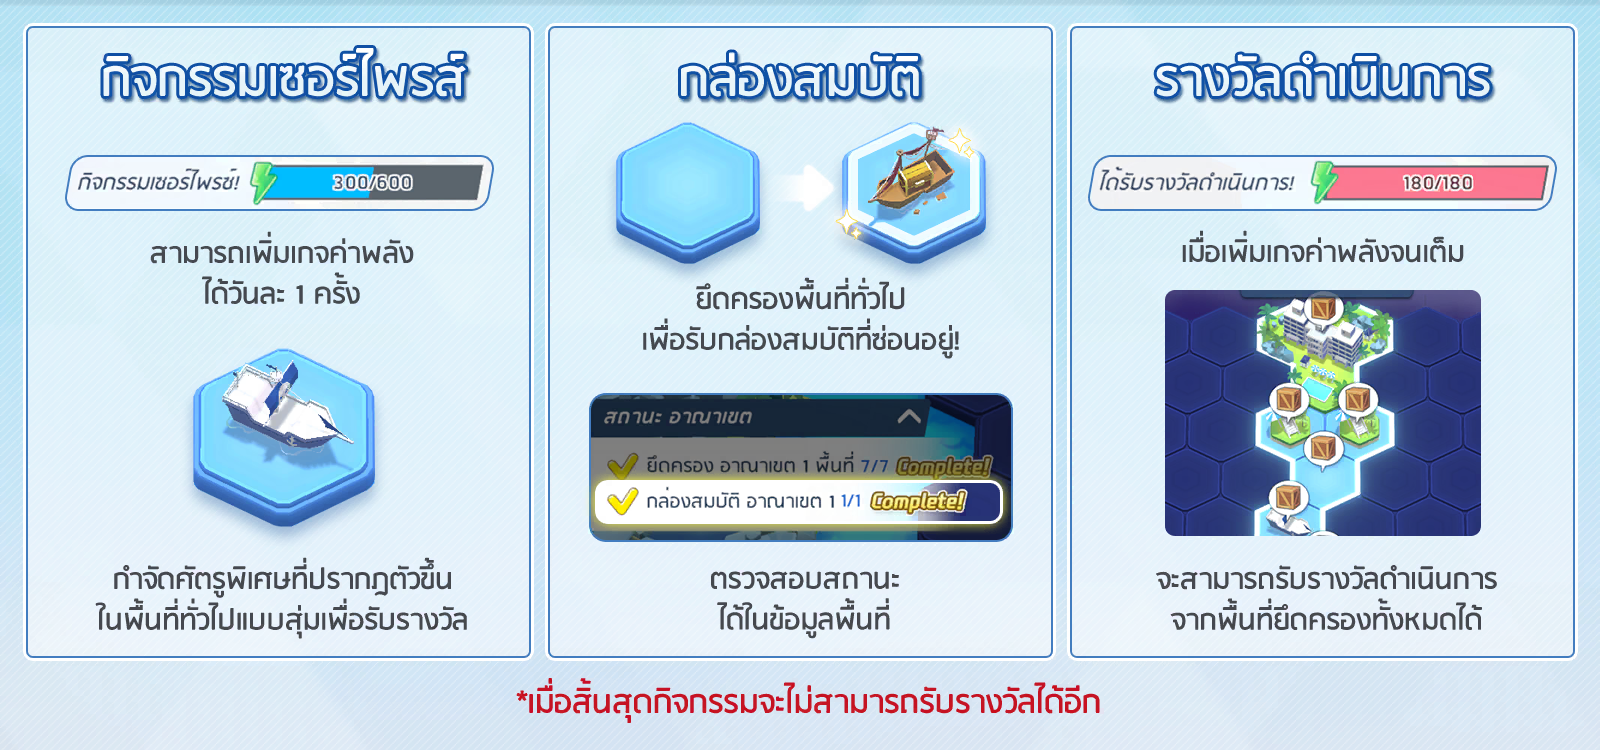 กิจกรรมเซอร์ไพรส์
กิจกรรมเซอร์ไพรซ์! 300/600
สามารถเพิ่มเกจค่าพลัง
ได้วันละ 1 ครั้ง
กำจัดศัตรูพิเศษที่ปรากฎตัวขึ้น
ในพื้นที่ทั่วไปแบบสุ่มเพื่อรับรางวัล
กล่องสมบัติ
ยึดครองพื้นที่ทั่วไป
เพื่อรับกล่องสมบัติที่ซ่อนอยู่!
สถานะ อาณาเขต
ยึดครอง อาณาเขต 1 พื้นที่ 7/7 Complete!
กล่องสมบัติ อาณาเขต 1 1/1 Complete!
ตรวจสอบสถานะ
ได้ในข้อมูลพื้นที่
รางวัลดำเนินการ
ได้รับรางวัลดำเนินการ! 180/180
เมื่อเพิ่มเกจค่าพลังจนเต็ม
จะสามารถรับรางวัลดำเนินการ
จากพื้นที่ยึดครองทั้งหมดได้
*เมื่อสิ้นสุดกิจกรรมจะไม่สามารถรับรางวัลได้อีก